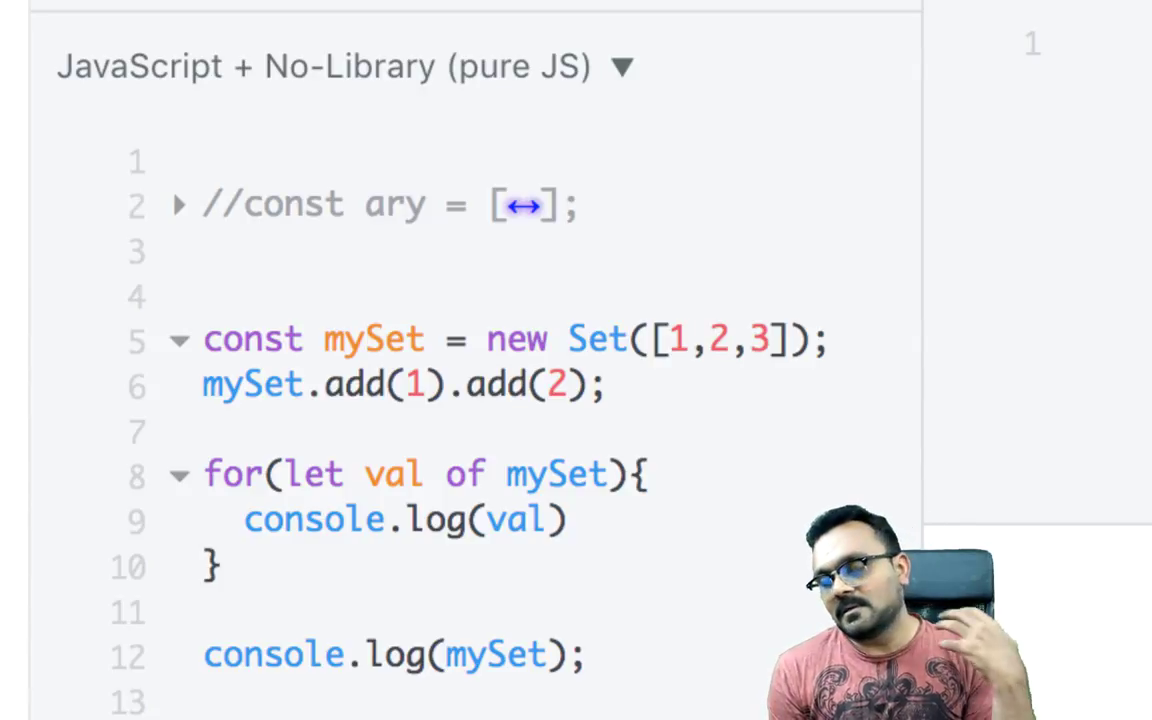 JavaScript + No-Library (pure JS) ▼
1
1
2 //const ary = [↔];
3
4
5 const mySet = new Set([1,2,3]);
6 mySet.add(1).add(2);
7
8 for(let val of mySet){
9 console.log(val)
10 }
11
12 console.log(mySet);
13